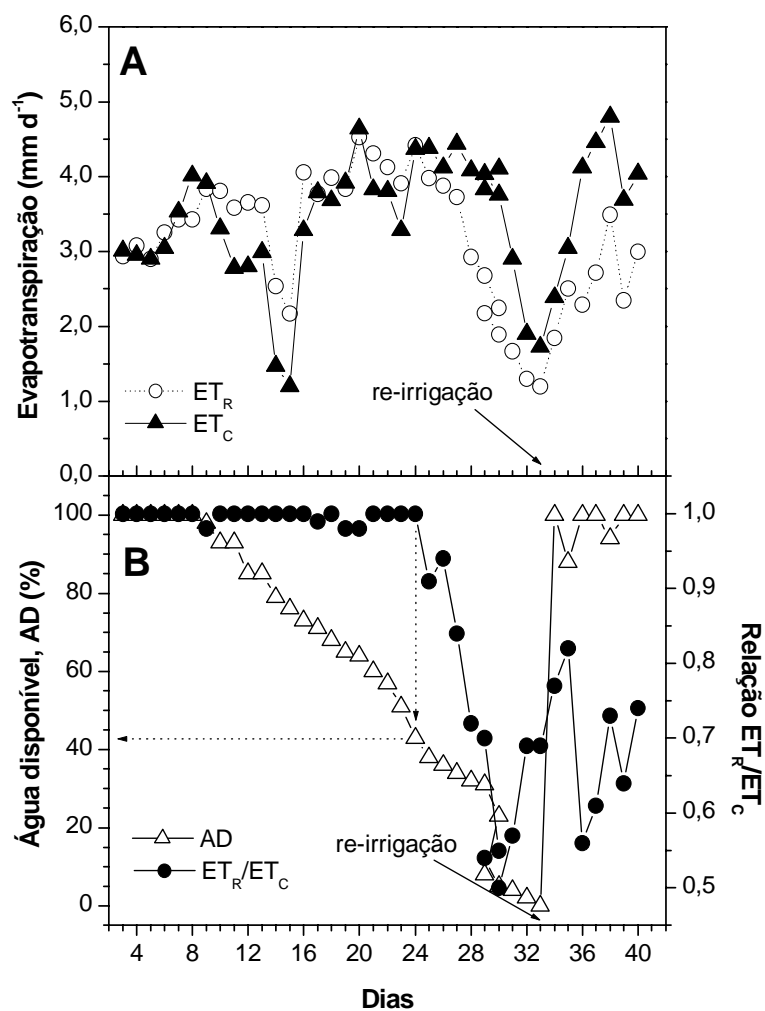 A
Evapotranspiração (mm d-1)
6,0
5,0
4,0
3,0
2,0
1,0
0,0
ETR
ETC
re-irrigação
B
Água disponível, AD (%)
100
80
60
40
20
0
Relação ETR/ETC
1,0
0,9
0,8
0,7
0,6
0,5
AD
ETR/ETC
re-irrigação
4 8 12 16 20 24 28 32 36 40
Dias